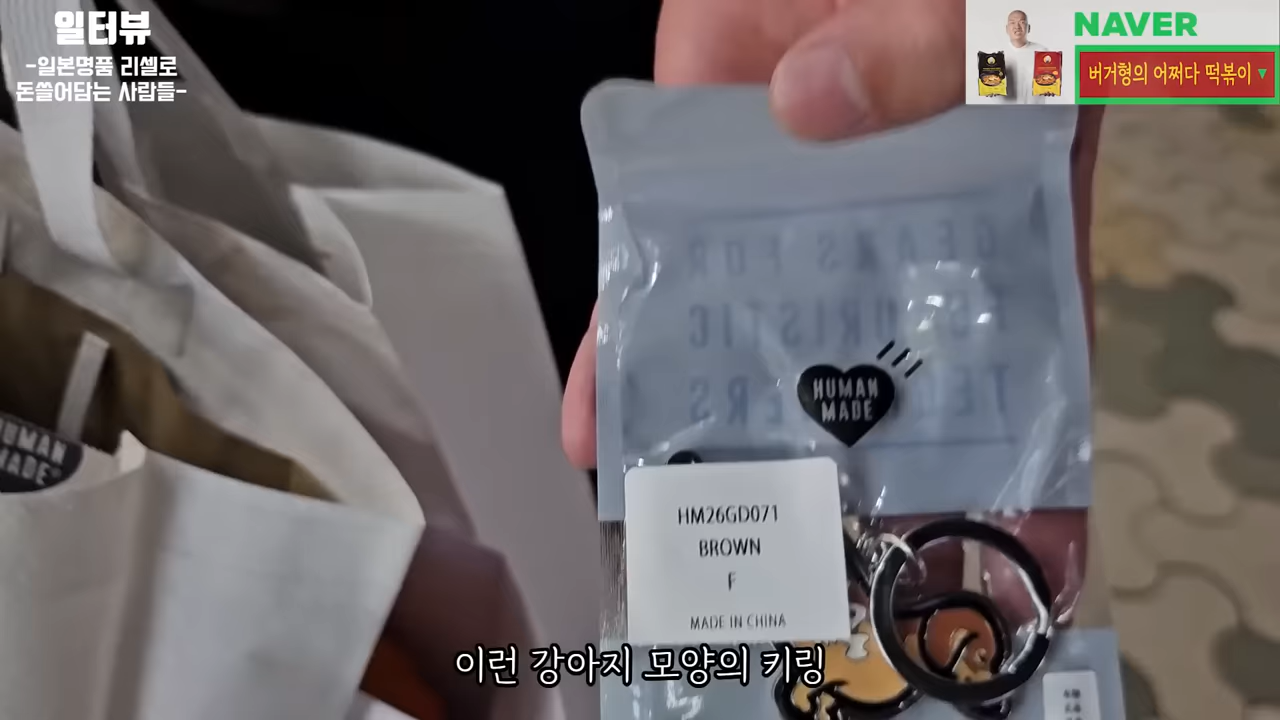 일터뷰
-일본명품 리셀로
돈쓸어담는 사람들-
NAVER
버거형의 어쩌다 떡볶이
GEARS FOR
FUTURISTIC
TEENAGERS
HUMAN
MADE
HUMAN
MADE
HM26GD071
BROWN
F
MADE IN CHINA
이런 강아지 모양의 키링